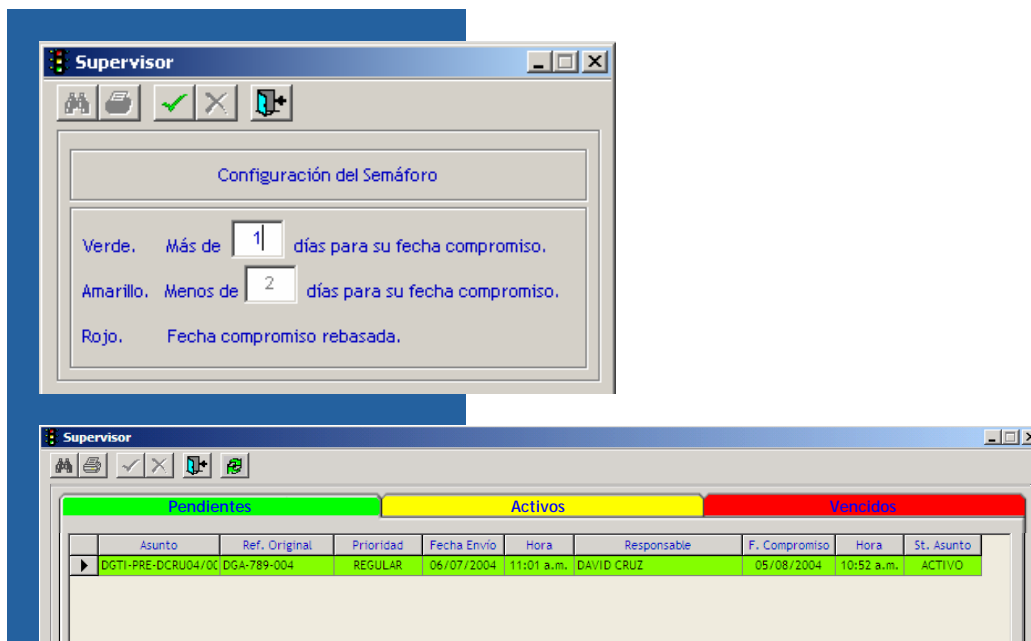 Supervisor
Configuración del Semáforo
Verde. Más de 1 días para su fecha compromiso.
Amarillo. Menos de 2 días para su fecha compromiso.
Rojo. Fecha compromiso rebasada.
Supervisor
Pendientes Activos Vencidos
Asunto Ref. Original Prioridad Fecha Envío Hora Responsable F. Compromiso Hora St. Asunto
DGTI-PRE-DCRU04/00 DGA-789-004 REGULAR 06/07/2004 11:01 a.m. DAVID CRUZ 05/08/2004 10:52 a.m. ACTIVO